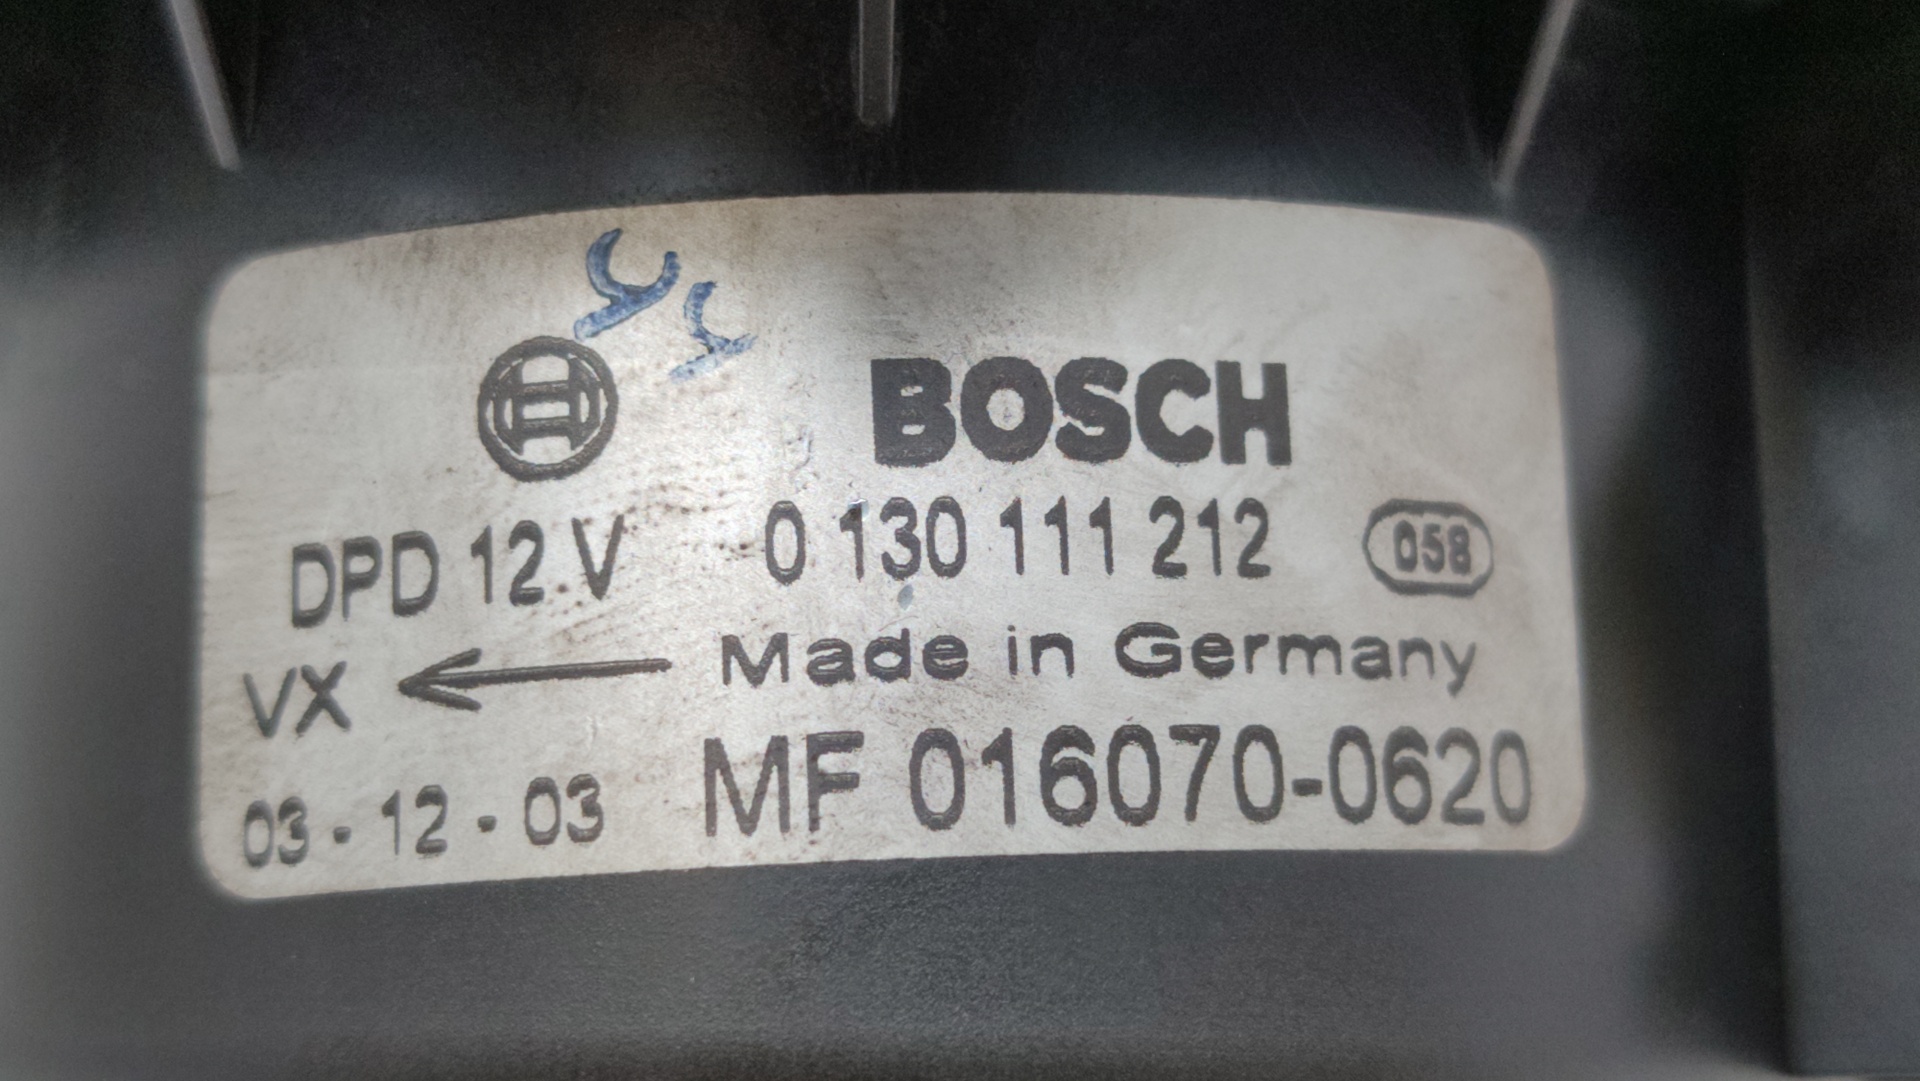 BOSCH
DPD 12 V 0 130 111 212 058
VX ← Made in Germany
03-12-03 MF 016070-0620